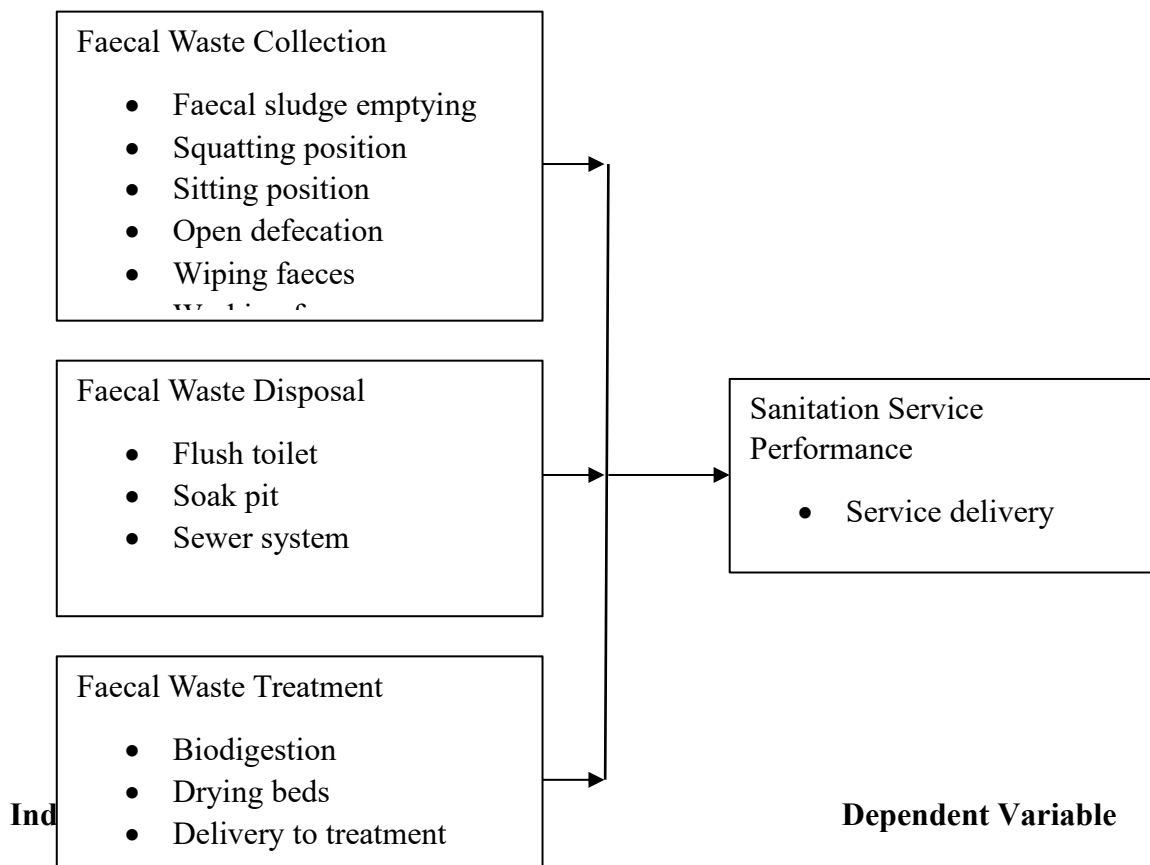 Faecal Waste Collection
• Faecal sludge emptying
• Squatting position
• Sitting position
• Open defecation
• Wiping faeces
Faecal Waste Disposal
• Flush toilet
• Soak pit
• Sewer system
Sanitation Service
Performance
• Service delivery
Faecal Waste Treatment
• Biodigestion
• Drying beds
• Delivery to treatment
Ind
Dependent Variable